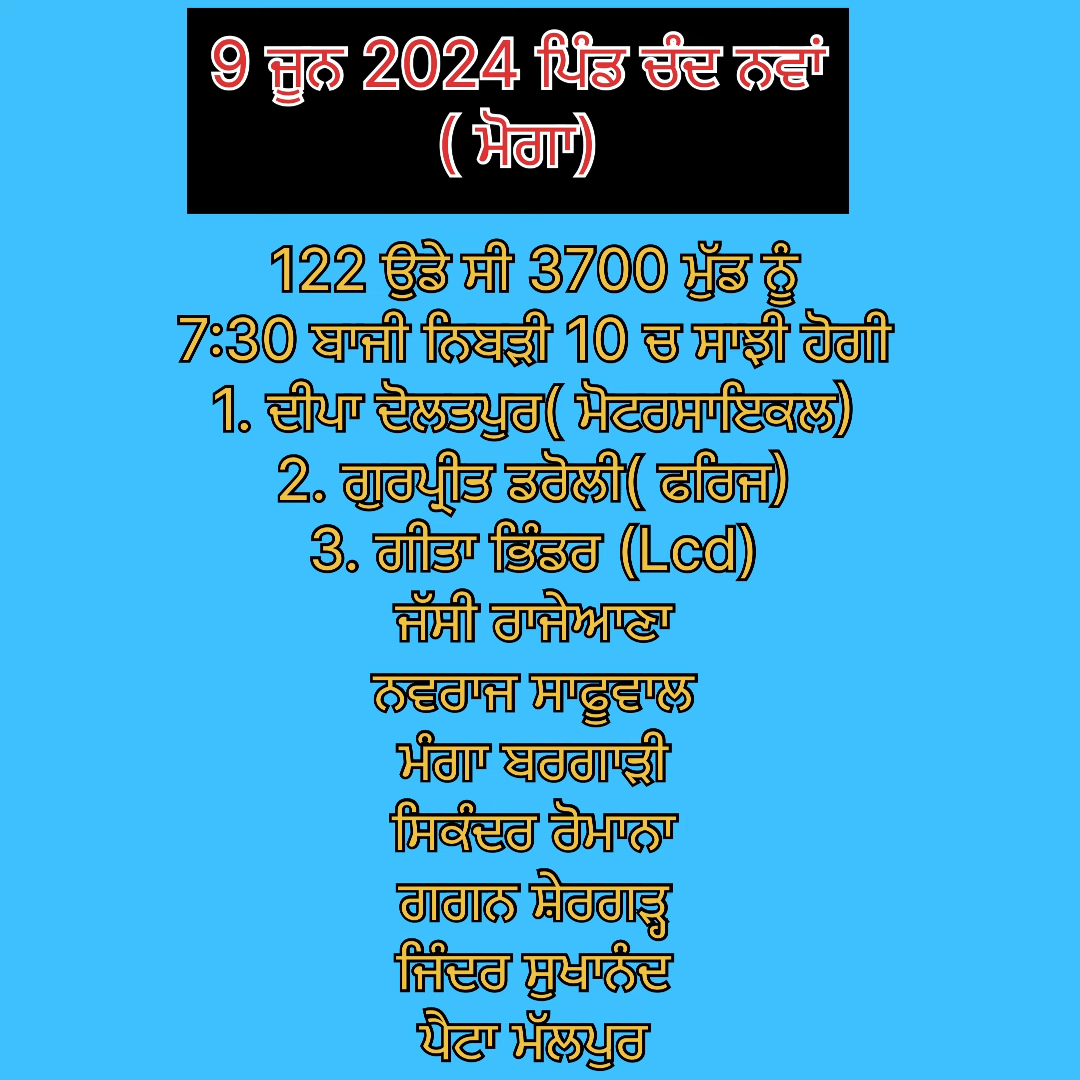 9 ਜੂਨ 2024 ਪਿੰਡ ਚੰਦ ਨਵਾਂ
( ਮੋਗਾ)
122 ਉਡੇ ਸੀ 3700 ਮੁੱਡ ਨੂੰ
7:30 ਬਾਜੀ ਨਿਬੜੀ 10 ਚ ਸਾਝੀ ਹੋਗੀ
1. ਦੀਪਾ ਦੋਲਤਪੁਰ( ਮੋਟਰਸਾਇਕਲ)
2. ਗੁਰਪ੍ਰੀਤ ਡਰੋਲੀ( ਫਰਿਜ)
3. ਗੀਤਾ ਭਿੰਡਰ (Lcd)
ਜੱਸੀ ਰਾਜੇਆਣਾ
ਨਵਰਾਜ ਸਾਫੂਵਾਲ
ਮੰਗਾ ਬਰਗਾੜੀ
ਸਿਕੰਦਰ ਰੋਮਾਨਾ
ਗਗਨ ਸ਼ੇਰਗੜ੍ਹ
ਜਿੰਦਰ ਸੁਖਾਨੰਦ
ਪੈਟਾ ਮੱਲਪੁਰ